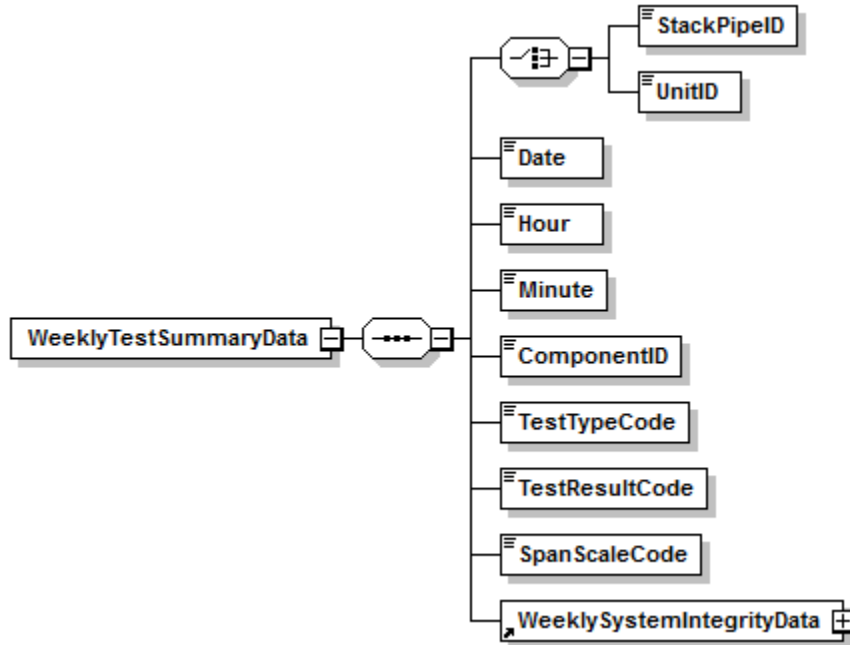 StackPipeID
UnitID
Date
Hour
Minute
WeeklyTestSummaryData
ComponentID
TestTypeCode
TestResultCode
SpanScaleCode
WeeklySystemIntegrityData